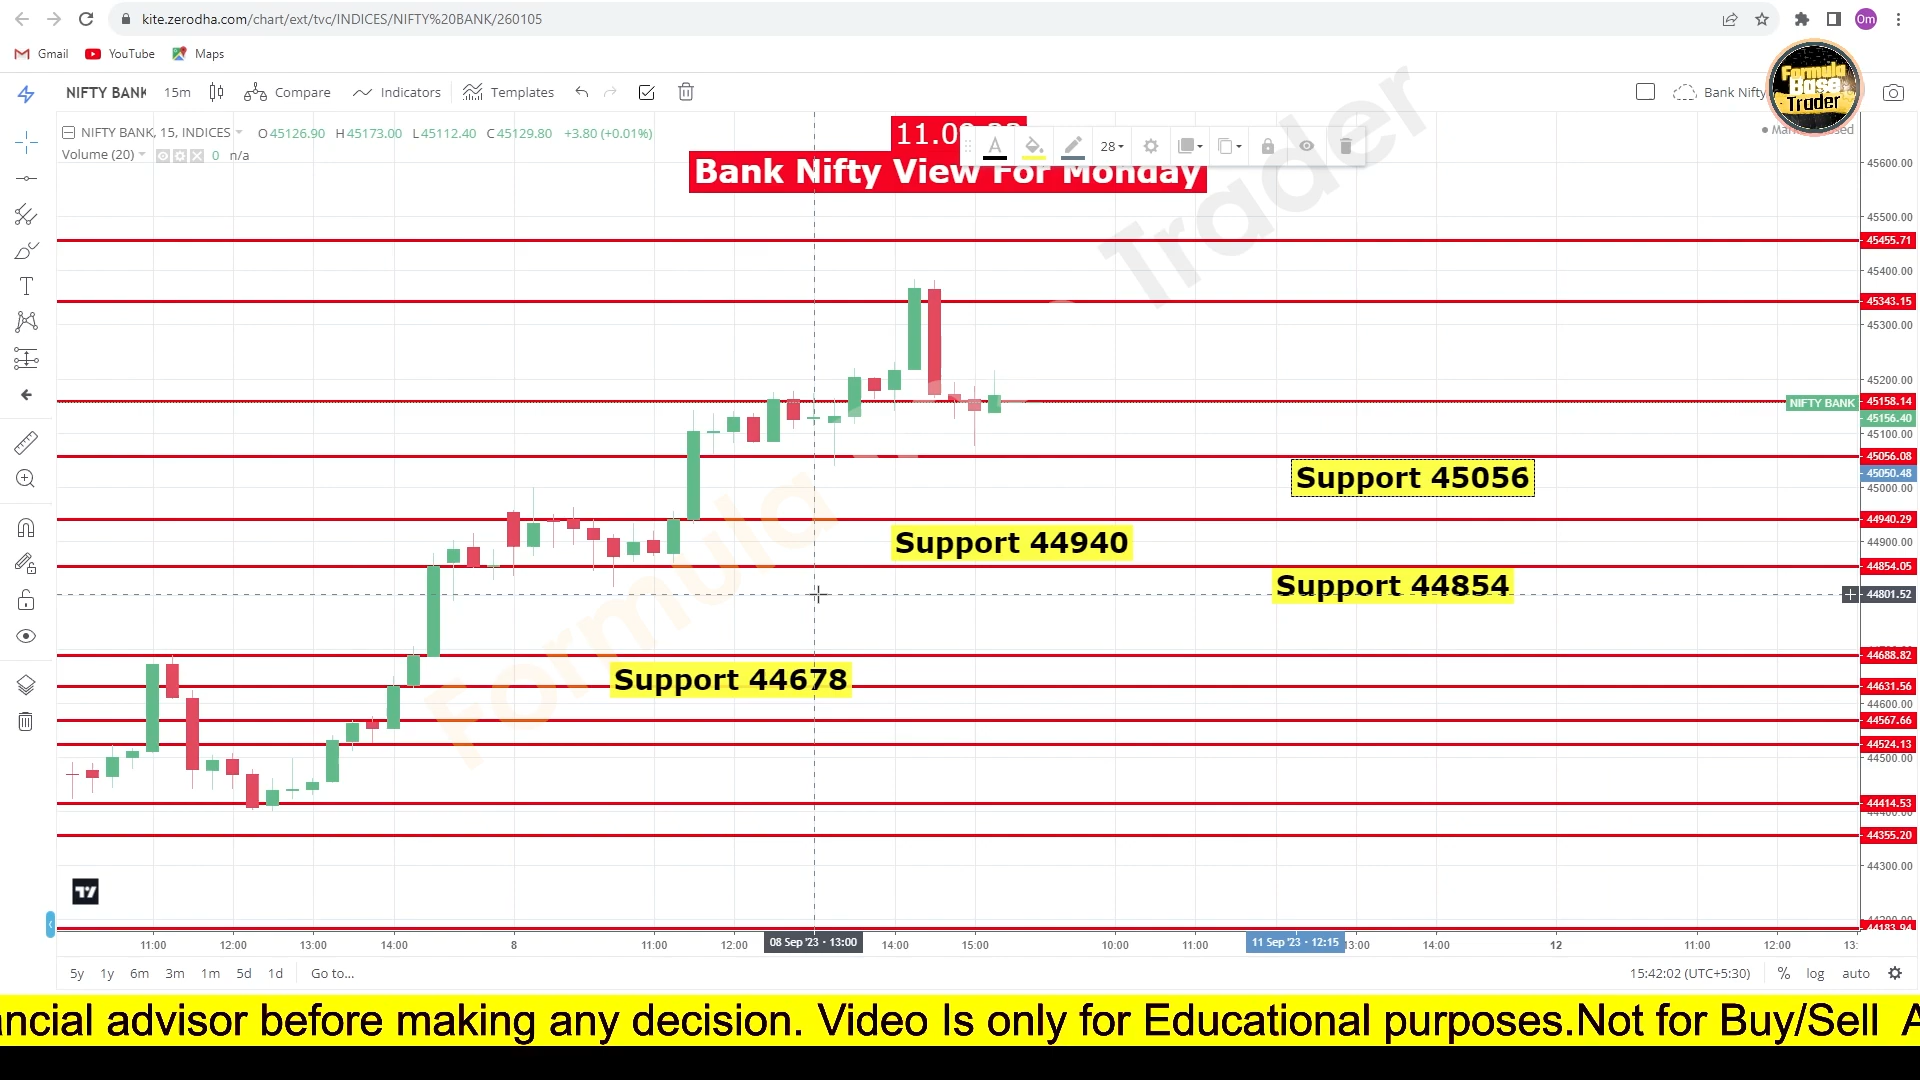 kite.zerodha.com/chart/ext/tvc/INDICES/NIFTY%20BANK/260105
Om
Gmail YouTube Maps
NIFTY BANK 15m Compare Indicators Templates
Bank Nifty
Formula
Base
Trader
NIFTY BANK, 15, INDICES O45126.90 H45173.00 L45112.40 C45129.80 +3.80 (+0.01%)
Volume (20) 0 n/a
28
Bank Nifty View For Monday
Formula Trader
45600.00
45500.00
45455.71
45400.00
45343.15
45300.00
45200.00
NIFTY BANK 45158.14
45156.40
45100.00
45056.08
45050.48
45000.00
44940.29
44900.00
44854.05
44801.52
44688.82
44631.56
44600.00
44567.66
44524.13
44500.00
44414.53
44355.20
44300.00
44183.94
Support 45056
Support 44940
Support 44854
Support 44678
11:00 12:00 13:00 14:00 8 11:00 12:00 08 Sep '23 · 13:00 14:00 15:00 10:00 11:00 11 Sep '23 · 12:15 13:00 14:00 12 11:00 12:00 13:
5y 1y 6m 3m 1m 5d 1d Go to... 15:42:02 (UTC+5:30) % log auto
ncial advisor before making any decision. Video Is only for Educational purposes.Not for Buy/Sell A